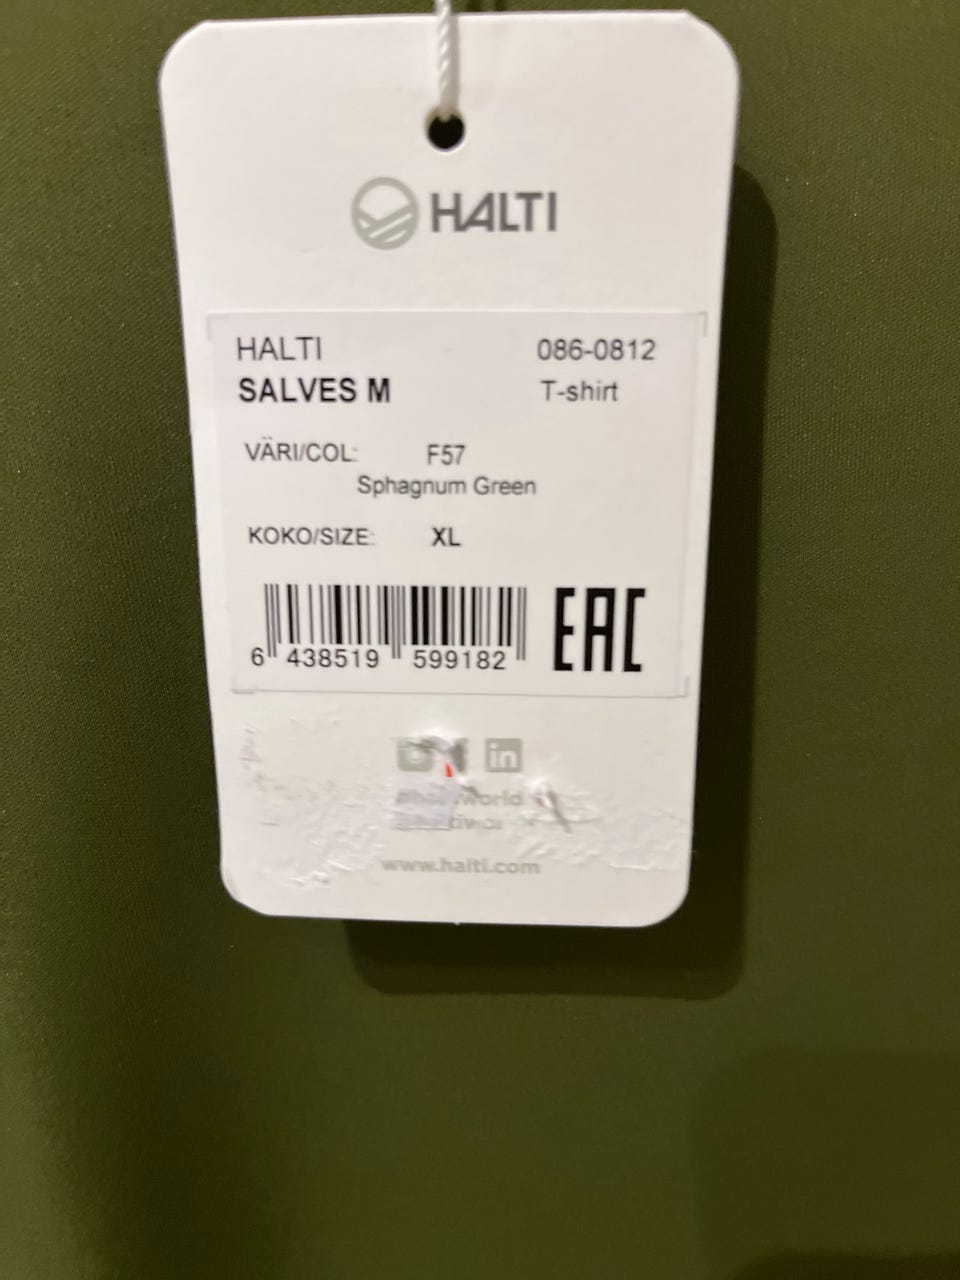 HALTI
HALTI 086-0812
SALVES M T-shirt
VÄRI/COL: F57
Sphagnum Green
KOKO/SIZE: XL
6 438519 599182 EAC
in
www.halti.com